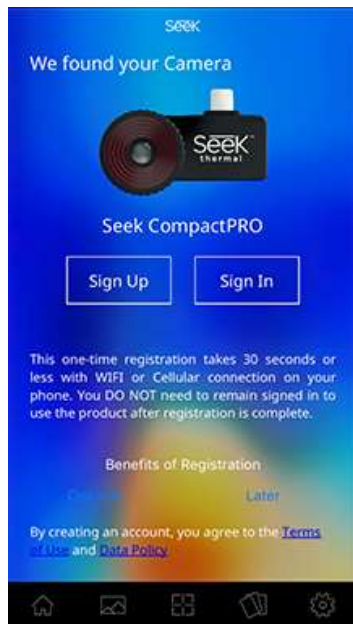 Seek
We found your Camera
Seek
thermal
Seek CompactPRO
Sign Up
Sign In
This one-time registration takes 30 seconds or
less with WIFI or Cellular connection on your
phone. You DO NOT need to remain signed in to
use the product after registration is complete.
Benefits of Registration
Later
By creating an account, you agree to the Terms
of Use and Data Policy